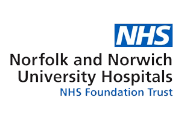 NHS
Norfolk and Norwich
University Hospitals
NHS Foundation Trust